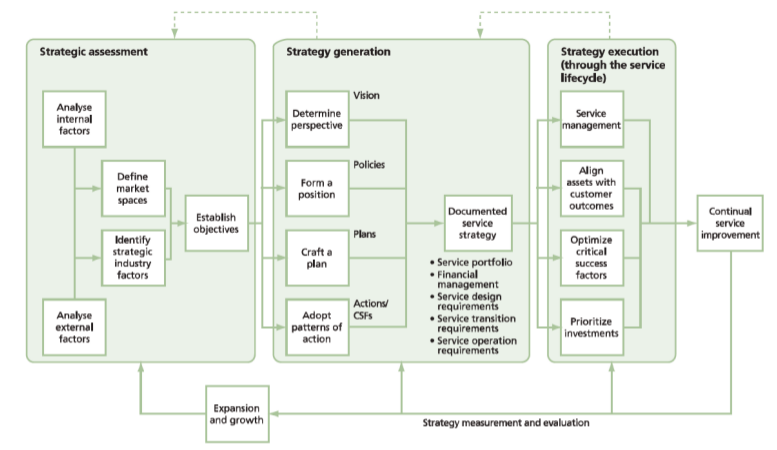 Strategic assessment
Analyse
internal
factors
Define
market
spaces
Identify
strategic
industry
factors
Analyse
external
factors
Establish
objectives
Strategy generation
Determine
perspective
Vision
Form a
position
Policies
Craft a
plan
Plans
Adopt
patterns of
action
Actions/
CSFs
Documented
service
strategy
• Service portfolio
• Financial
management
• Service design
requirements
• Service transition
requirements
• Service operation
requirements
Strategy execution
(through the service
lifecycle)
Service
management
Align
assets with
customer
outcomes
Optimize
critical
success
factors
Prioritize
investments
Continual
service
improvement
Expansion
and growth
Strategy measurement and evaluation